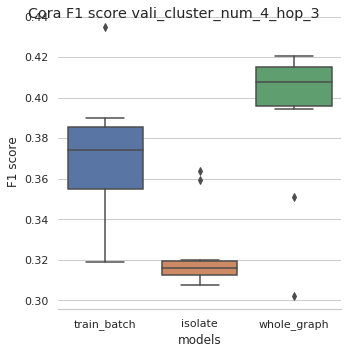 Cora F1 score vali_cluster_num_4_hop_3
0.44
0.42
0.40
0.38
0.36
0.34
0.32
0.30
F1 score
train_batch isolate whole_graph
models